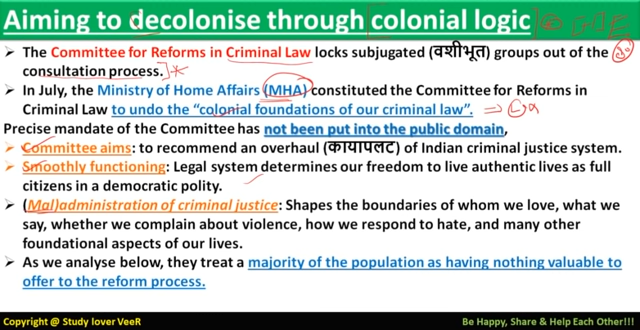 Aiming to decolonise through colonial logic
➢ The Committee for Reforms in Criminal Law locks subjugated (वशीभूत) groups out of the
consultation process.
➢ In July, the Ministry of Home Affairs (MHA) constituted the Committee for Reforms in
Criminal Law to undo the “colonial foundations of our criminal law”.
Precise mandate of the Committee has not been put into the public domain,
➢ Committee aims: to recommend an overhaul (कायापलट) of Indian criminal justice system.
➢ Smoothly functioning: Legal system determines our freedom to live authentic lives as full
citizens in a democratic polity.
➢ (Mal)administration of criminal justice: Shapes the boundaries of whom we love, what we
say, whether we complain about violence, how we respond to hate, and many other
foundational aspects of our lives.
➢ As we analyse below, they treat a majority of the population as having nothing valuable to
offer to the reform process.
Copyright @ Study lover VeeR
Be Happy, Share & Help Each Other!!!